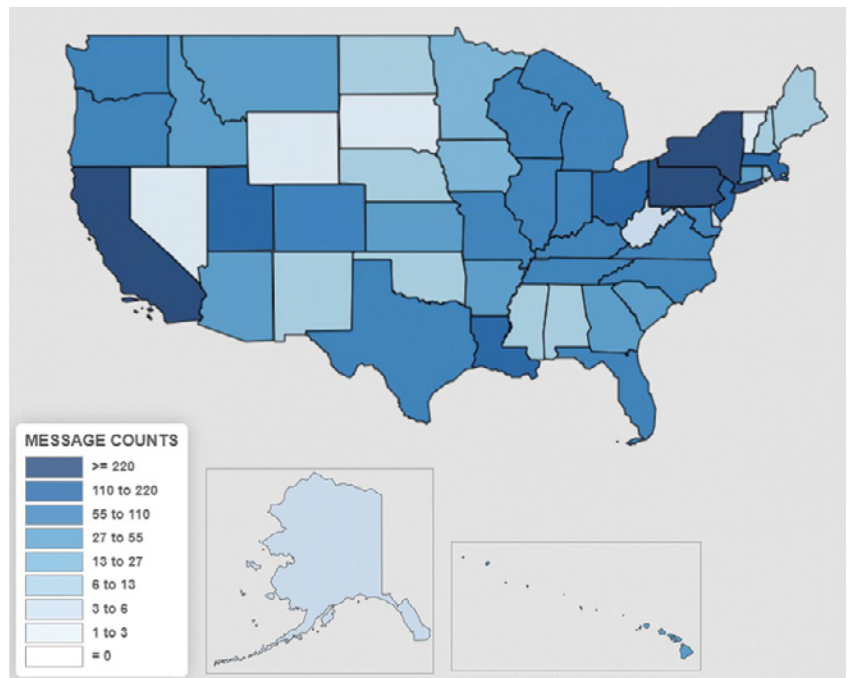 MESSAGE COUNTS
>= 220
110 to 220
55 to 110
27 to 55
13 to 27
6 to 13
3 to 6
1 to 3
= 0